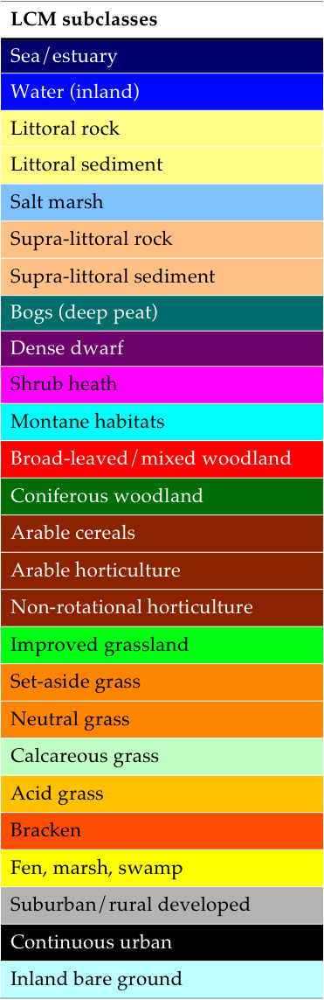 LCM subclasses
Sea/estuary
Water (inland)
Littoral rock
Littoral sediment
Salt marsh
Supra-littoral rock
Supra-littoral sediment
Bogs (deep peat)
Dense dwarf
Shrub heath
Montane habitats
Broad-leaved/mixed woodland
Coniferous woodland
Arable cereals
Arable horticulture
Non-rotational horticulture
Improved grassland
Set-aside grass
Neutral grass
Calcareous grass
Acid grass
Bracken
Fen, marsh, swamp
Suburban/rural developed
Continuous urban
Inland bare ground